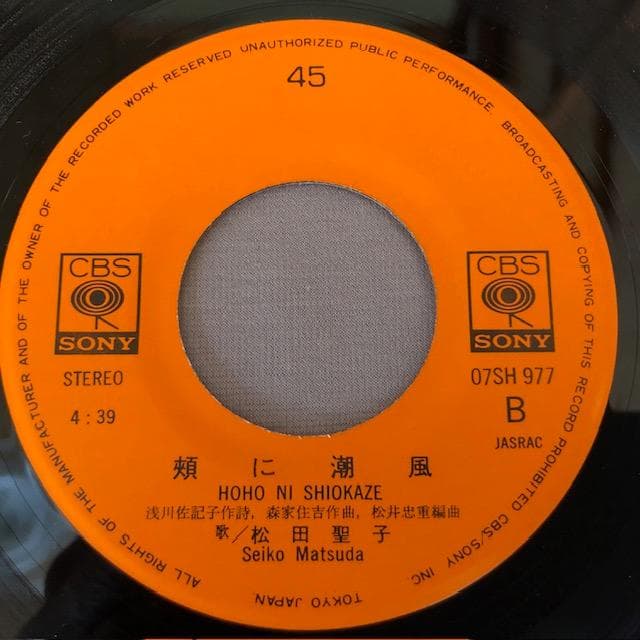 ALL RIGHTS OF THE MANUFACTURER AND OF THE OWNER OF THE RECORDED WORK RESERVED UNAUTHORIZED PUBLIC PERFORMANCE, BROADCASTING AND COPYING OF THIS RECORD PROHIBITED CBS/SONY INC. TOKYO JAPAN
45
CBS
SONY
CBS
SONY
STEREO
07SH 977
4:39
B
JASRAC
頰に潮風
HOHO NI SHIOKAZE
浅川佐記子作詩, 森家住吉作曲, 松井忠重編曲
歌/松田聖子
Seiko Matsuda